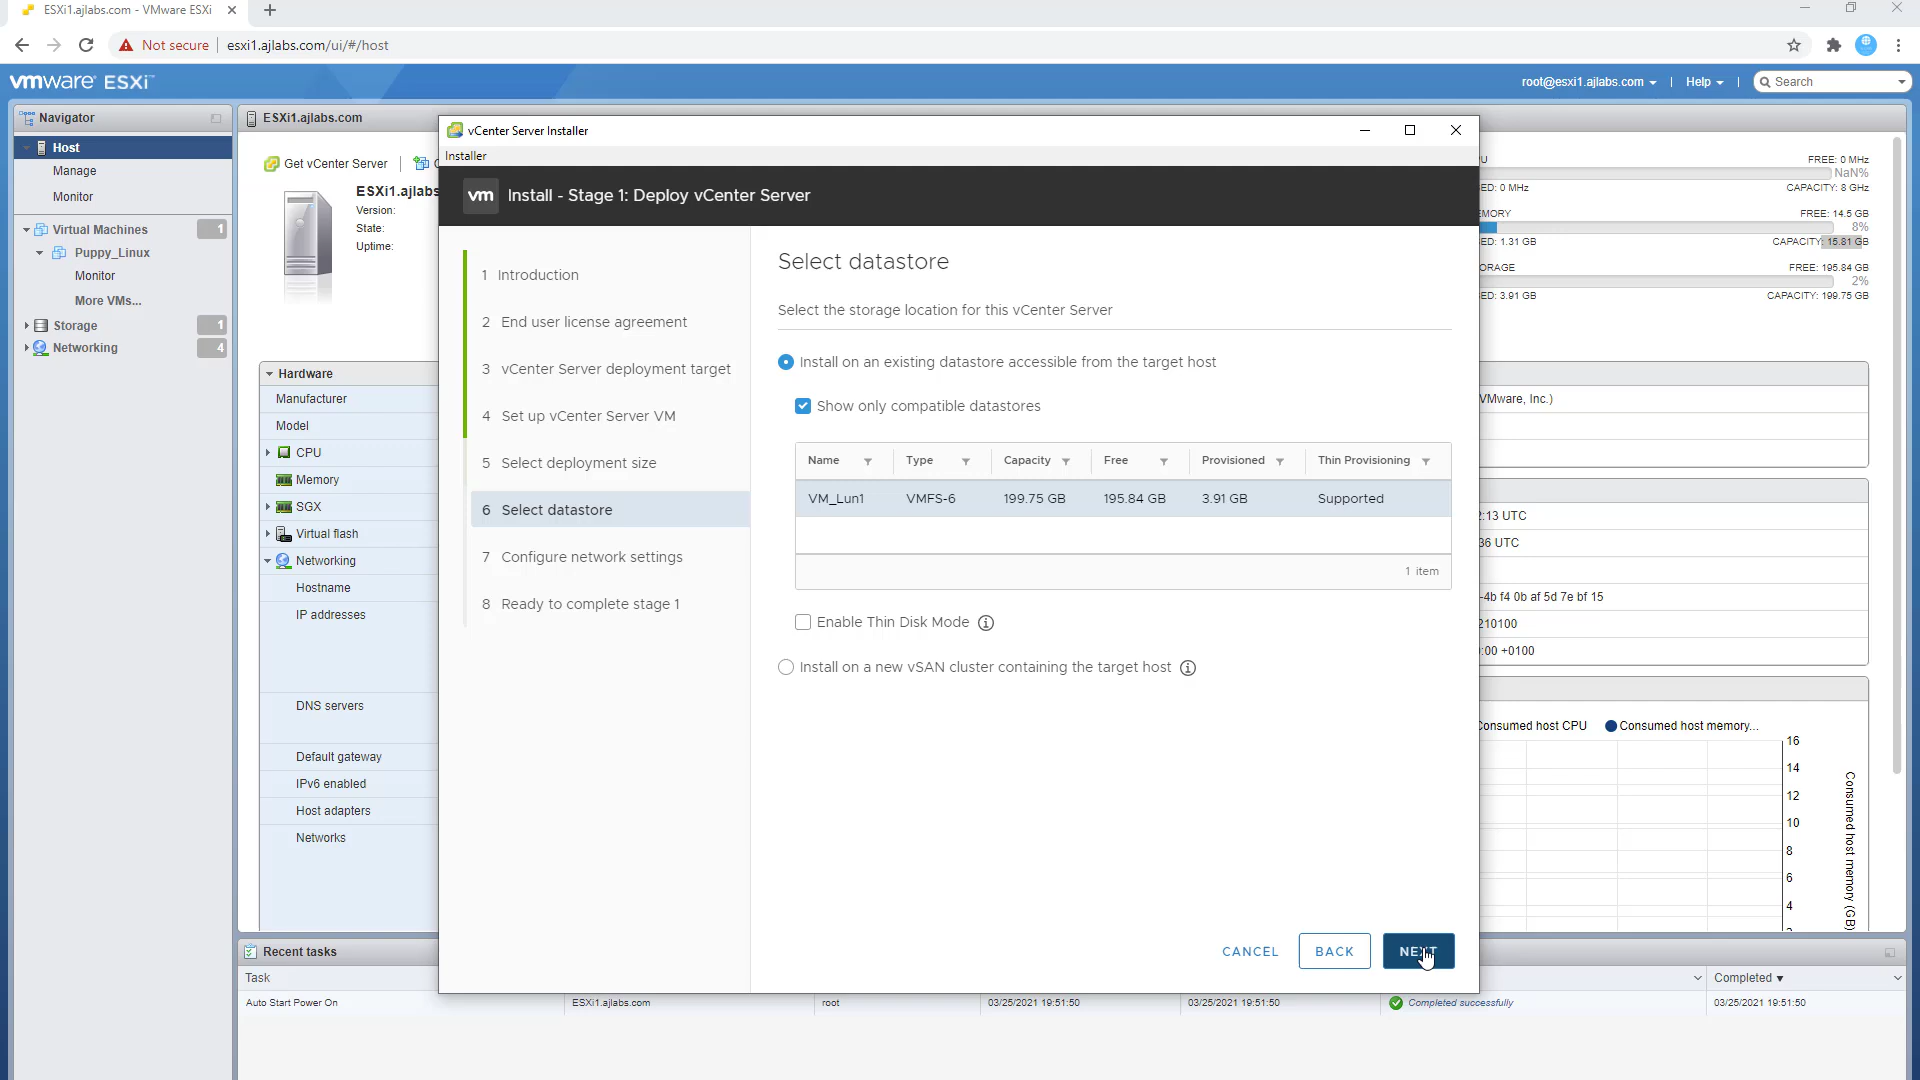 ESXi1.ajlabs.com - VMware ESXi
Not secure
esxi1.ajlabs.com/ui/#/host
vmware ESXi
root@esxi1.ajlabs.com
Help
Search
Navigator
Host
Manage
Monitor
Virtual Machines
1
Puppy_Linux
Monitor
More VMs...
Storage
1
Networking
4
ESXi1.ajlabs.com
Get vCenter Server
ESXi1.ajlabs
Version:
State:
Uptime:
Hardware
Manufacturer
Model
CPU
Memory
SGX
Virtual flash
Networking
Hostname
IP addresses
DNS servers
Default gateway
IPv6 enabled
Host adapters
Networks
vCenter Server Installer
Installer
vm
Install - Stage 1: Deploy vCenter Server
1 Introduction
2 End user license agreement
3 vCenter Server deployment target
4 Set up vCenter Server VM
5 Select deployment size
6 Select datastore
7 Configure network settings
8 Ready to complete stage 1
Select datastore
Select the storage location for this vCenter Server
Install on an existing datastore accessible from the target host
Show only compatible datastores
Name Type Capacity Free Provisioned Thin Provisioning
VM_Lun1 VMFS-6 199.75 GB 195.84 GB 3.91 GB Supported
1 item
Enable Thin Disk Mode
Install on a new vSAN cluster containing the target host
CANCEL
BACK
NEXT
FREE: 0 MHz
NaN%
ED: 0 MHz
CAPACITY: 8 GHz
MORY
FREE: 14.5 GB
8%
ED: 1.31 GB
CAPACITY: 15.81 GB
ORAGE
FREE: 195.84 GB
2%
ED: 3.91 GB
CAPACITY: 199.75 GB
VMware, Inc.)
:13 UTC
36 UTC
-4b f4 0b af 5d 7e bf 15
210100
:00 +0100
Consumed host CPU
Consumed host memory...
16
14
12
10
8
6
4
Consumed host memory (GB)
Recent tasks
Task
Completed ▼
Auto Start Power On
ESXi1.ajlabs.com
root
03/25/2021 19:51:50
03/25/2021 19:51:50
Completed successfully
03/25/2021 19:51:50